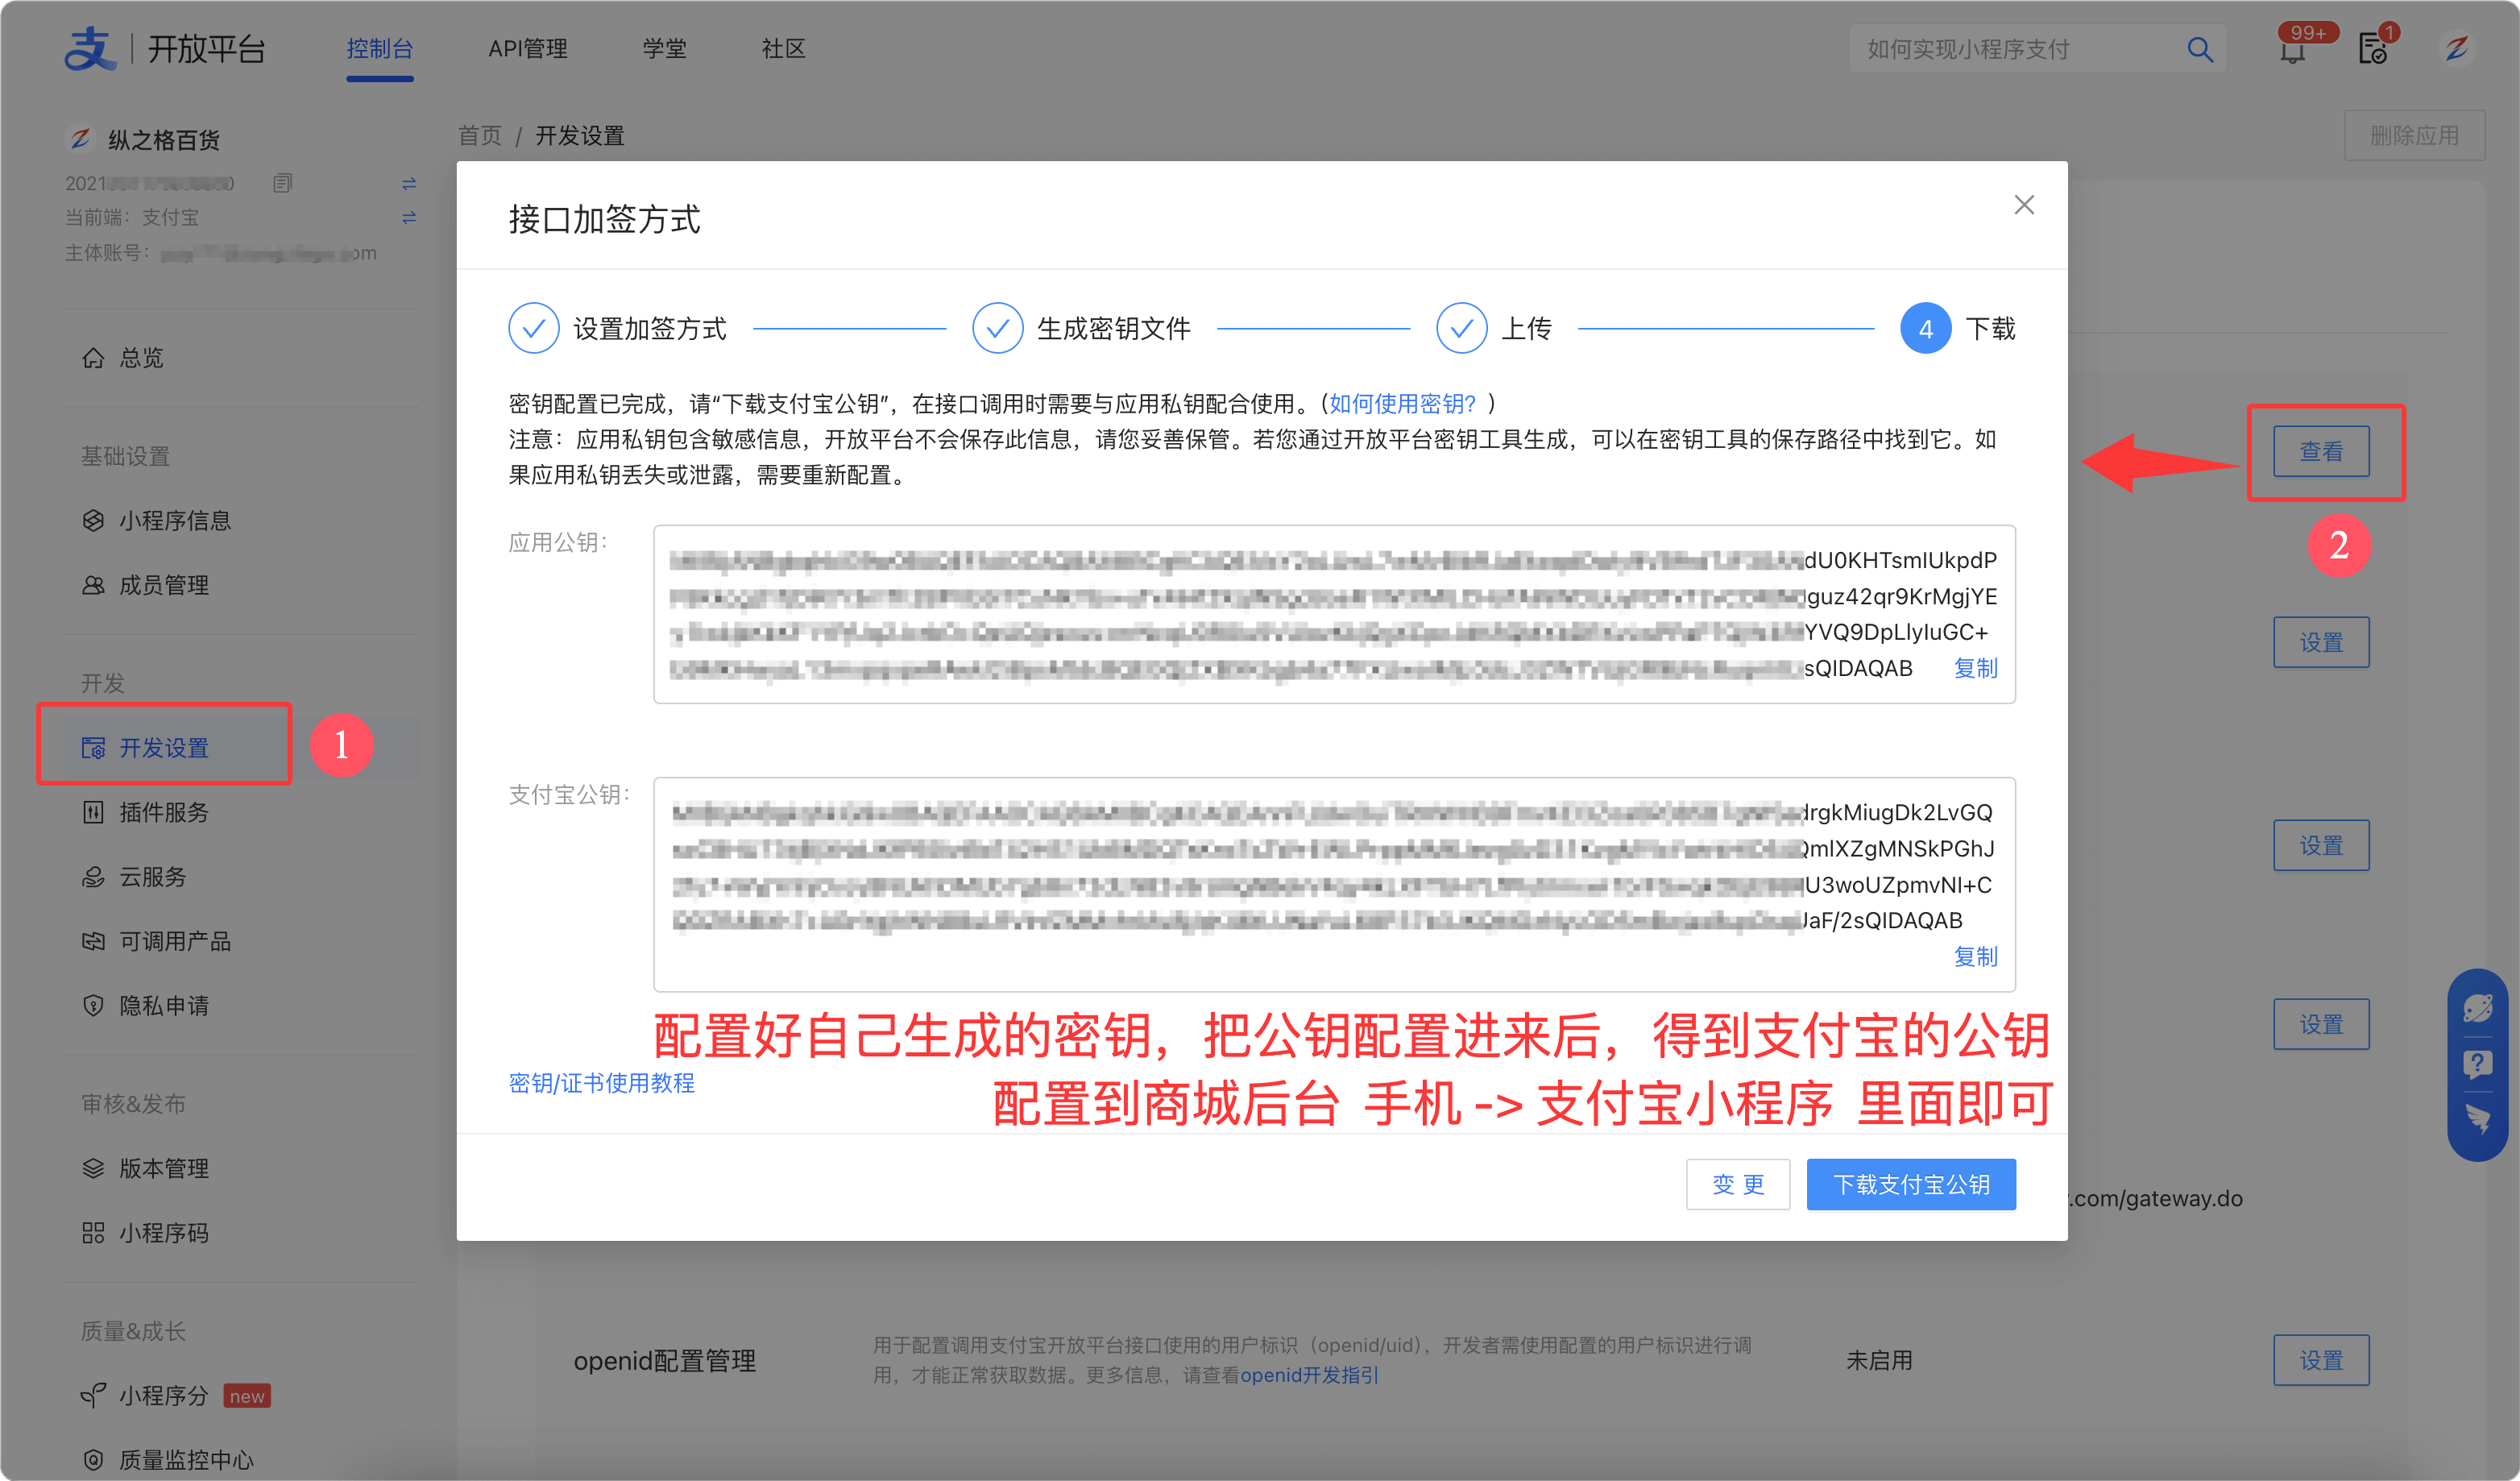 支 开放平台 控制台 API管理 学堂 社区 如何实现小程序支付 99+ 1
纵之格百货
首页 / 开发设置
删除应用
2021
当前端：支付宝
主体账号： om
总览
基础设置
小程序信息
成员管理
开发
开发设置
1
插件服务
云服务
可调用产品
隐私申请
审核&发布
版本管理
小程序码
质量&成长
小程序分 new
质量监控中心
接口加签方式
设置加签方式 生成密钥文件 上传 4 下载
密钥配置已完成，请“下载支付宝公钥”，在接口调用时需要与应用私钥配合使用。（如何使用密钥？）
注意：应用私钥包含敏感信息，开放平台不会保存此信息，请您妥善保管。若您通过开放平台密钥工具生成，可以在密钥工具的保存路径中找到它。如
果应用私钥丢失或泄露，需要重新配置。
应用公钥：
dU0KHTsmIUkpdP
guz42qr9KrMgjYE
YVQ9DpLlyIuGC+
sQIDAQAB 复制
支付宝公钥：
drgkMiugDk2LvGQ
QmlXZgMNSkPGhJ
U3woUZpmvNI+C
JaF/2sQIDAQAB
复制
配置好自己生成的密钥，把公钥配置进来后，得到支付宝的公钥
密钥/证书使用教程
配置到商城后台 手机 -> 支付宝小程序 里面即可
变 更 下载支付宝公钥
查看
2
设置
设置
设置
.com/gateway.do
openid配置管理
用于配置调用支付宝开放平台接口使用的用户标识（openid/uid），开发者需使用配置的用户标识进行调
用，才能正常获取数据。更多信息，请查看openid开发指引
未启用
设置